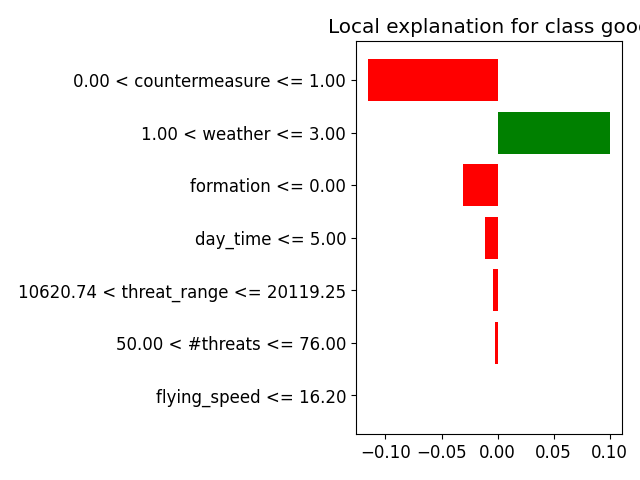 Local explanation for class good
0.00 < countermeasure <= 1.00
1.00 < weather <= 3.00
formation <= 0.00
day_time <= 5.00
10620.74 < threat_range <= 20119.25
50.00 < #threats <= 76.00
flying_speed <= 16.20
−0.10 −0.05 0.00 0.05 0.10